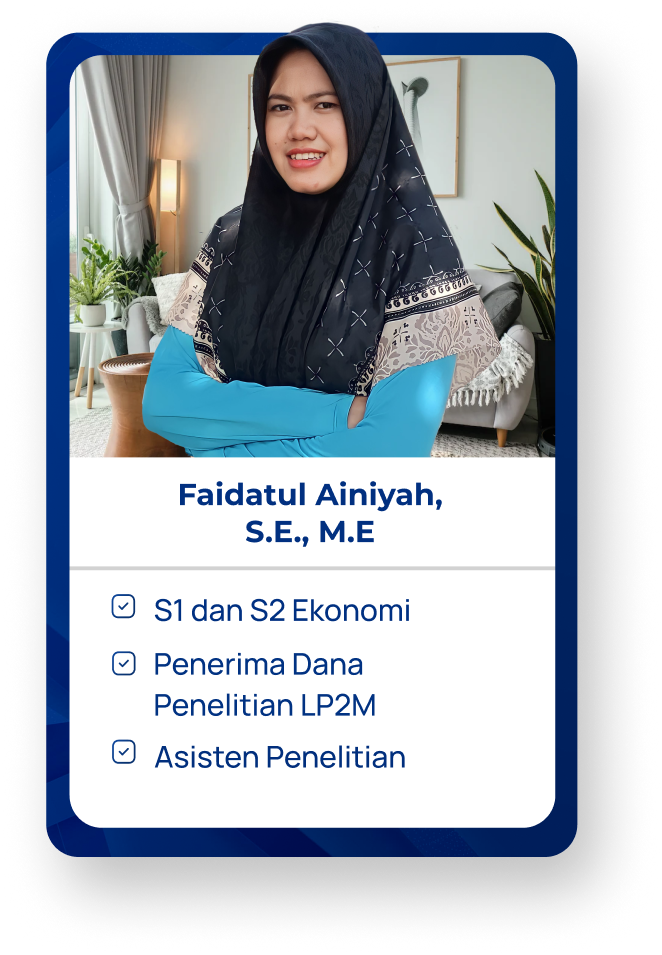 Faidatul Ainiyah,
S.E., M.E
S1 dan S2 Ekonomi
Penerima Dana
Penelitian LP2M
Asisten Penelitian